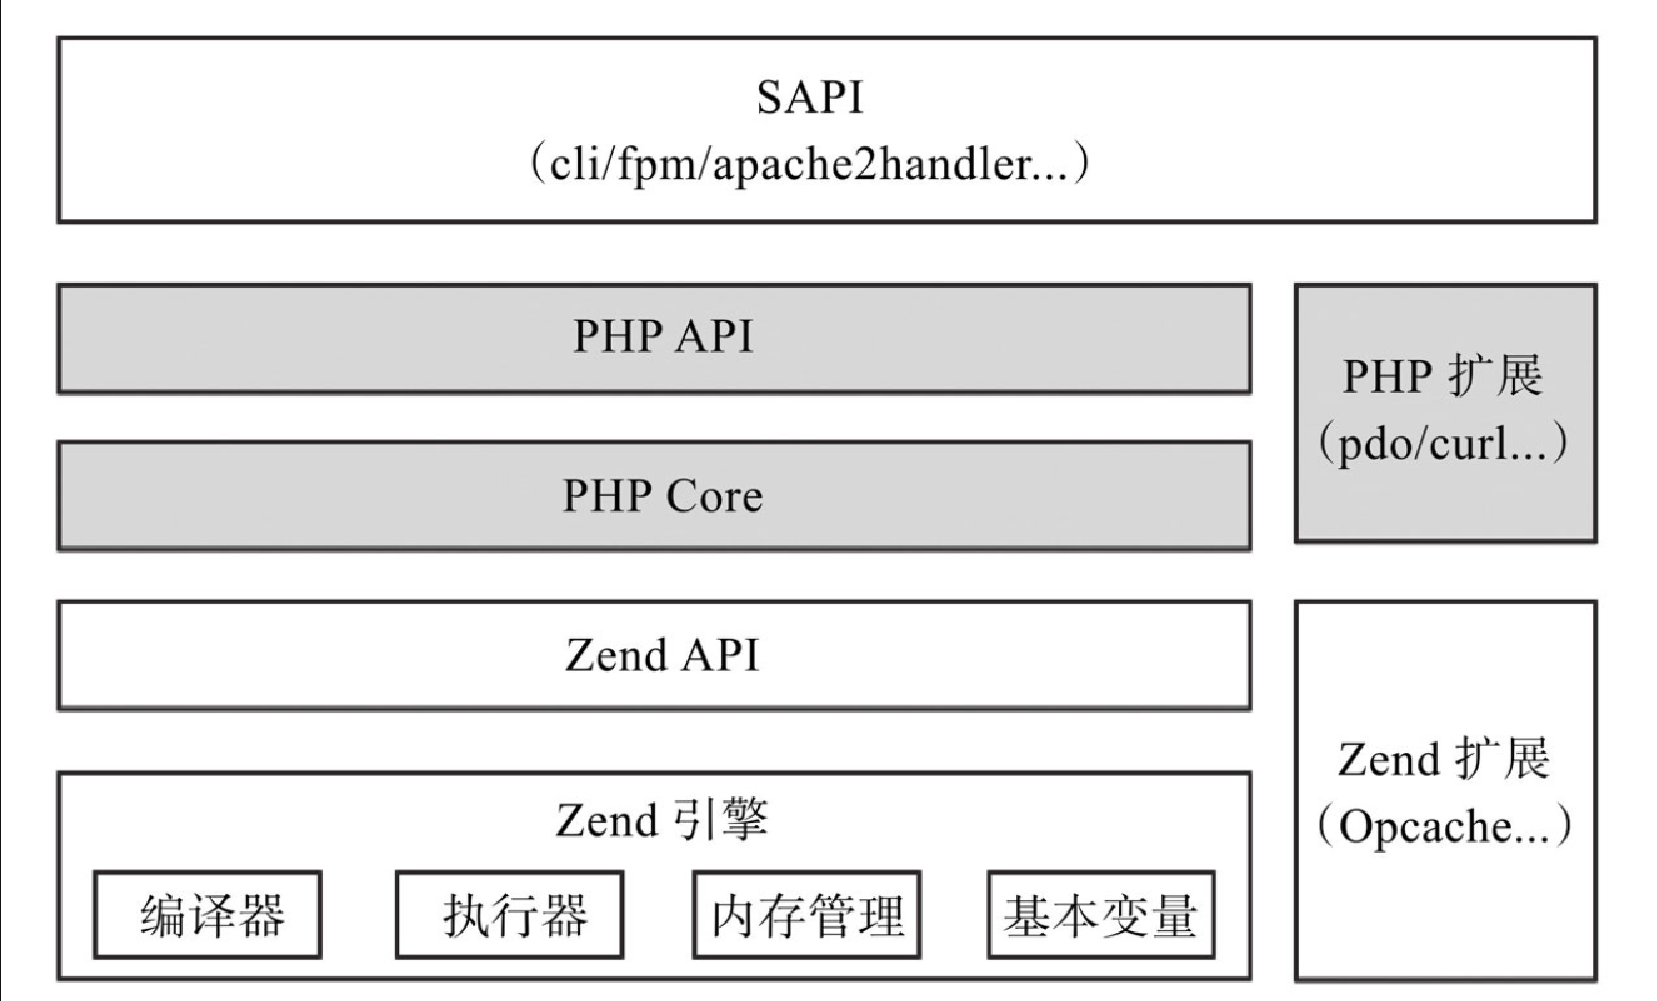 SAPI
（cli/fpm/apache2handler...）
PHP API
PHP Core
PHP 扩展
（pdo/curl...）
Zend API
Zend 引擎
编译器
执行器
内存管理
基本变量
Zend 扩展
（Opcache...）